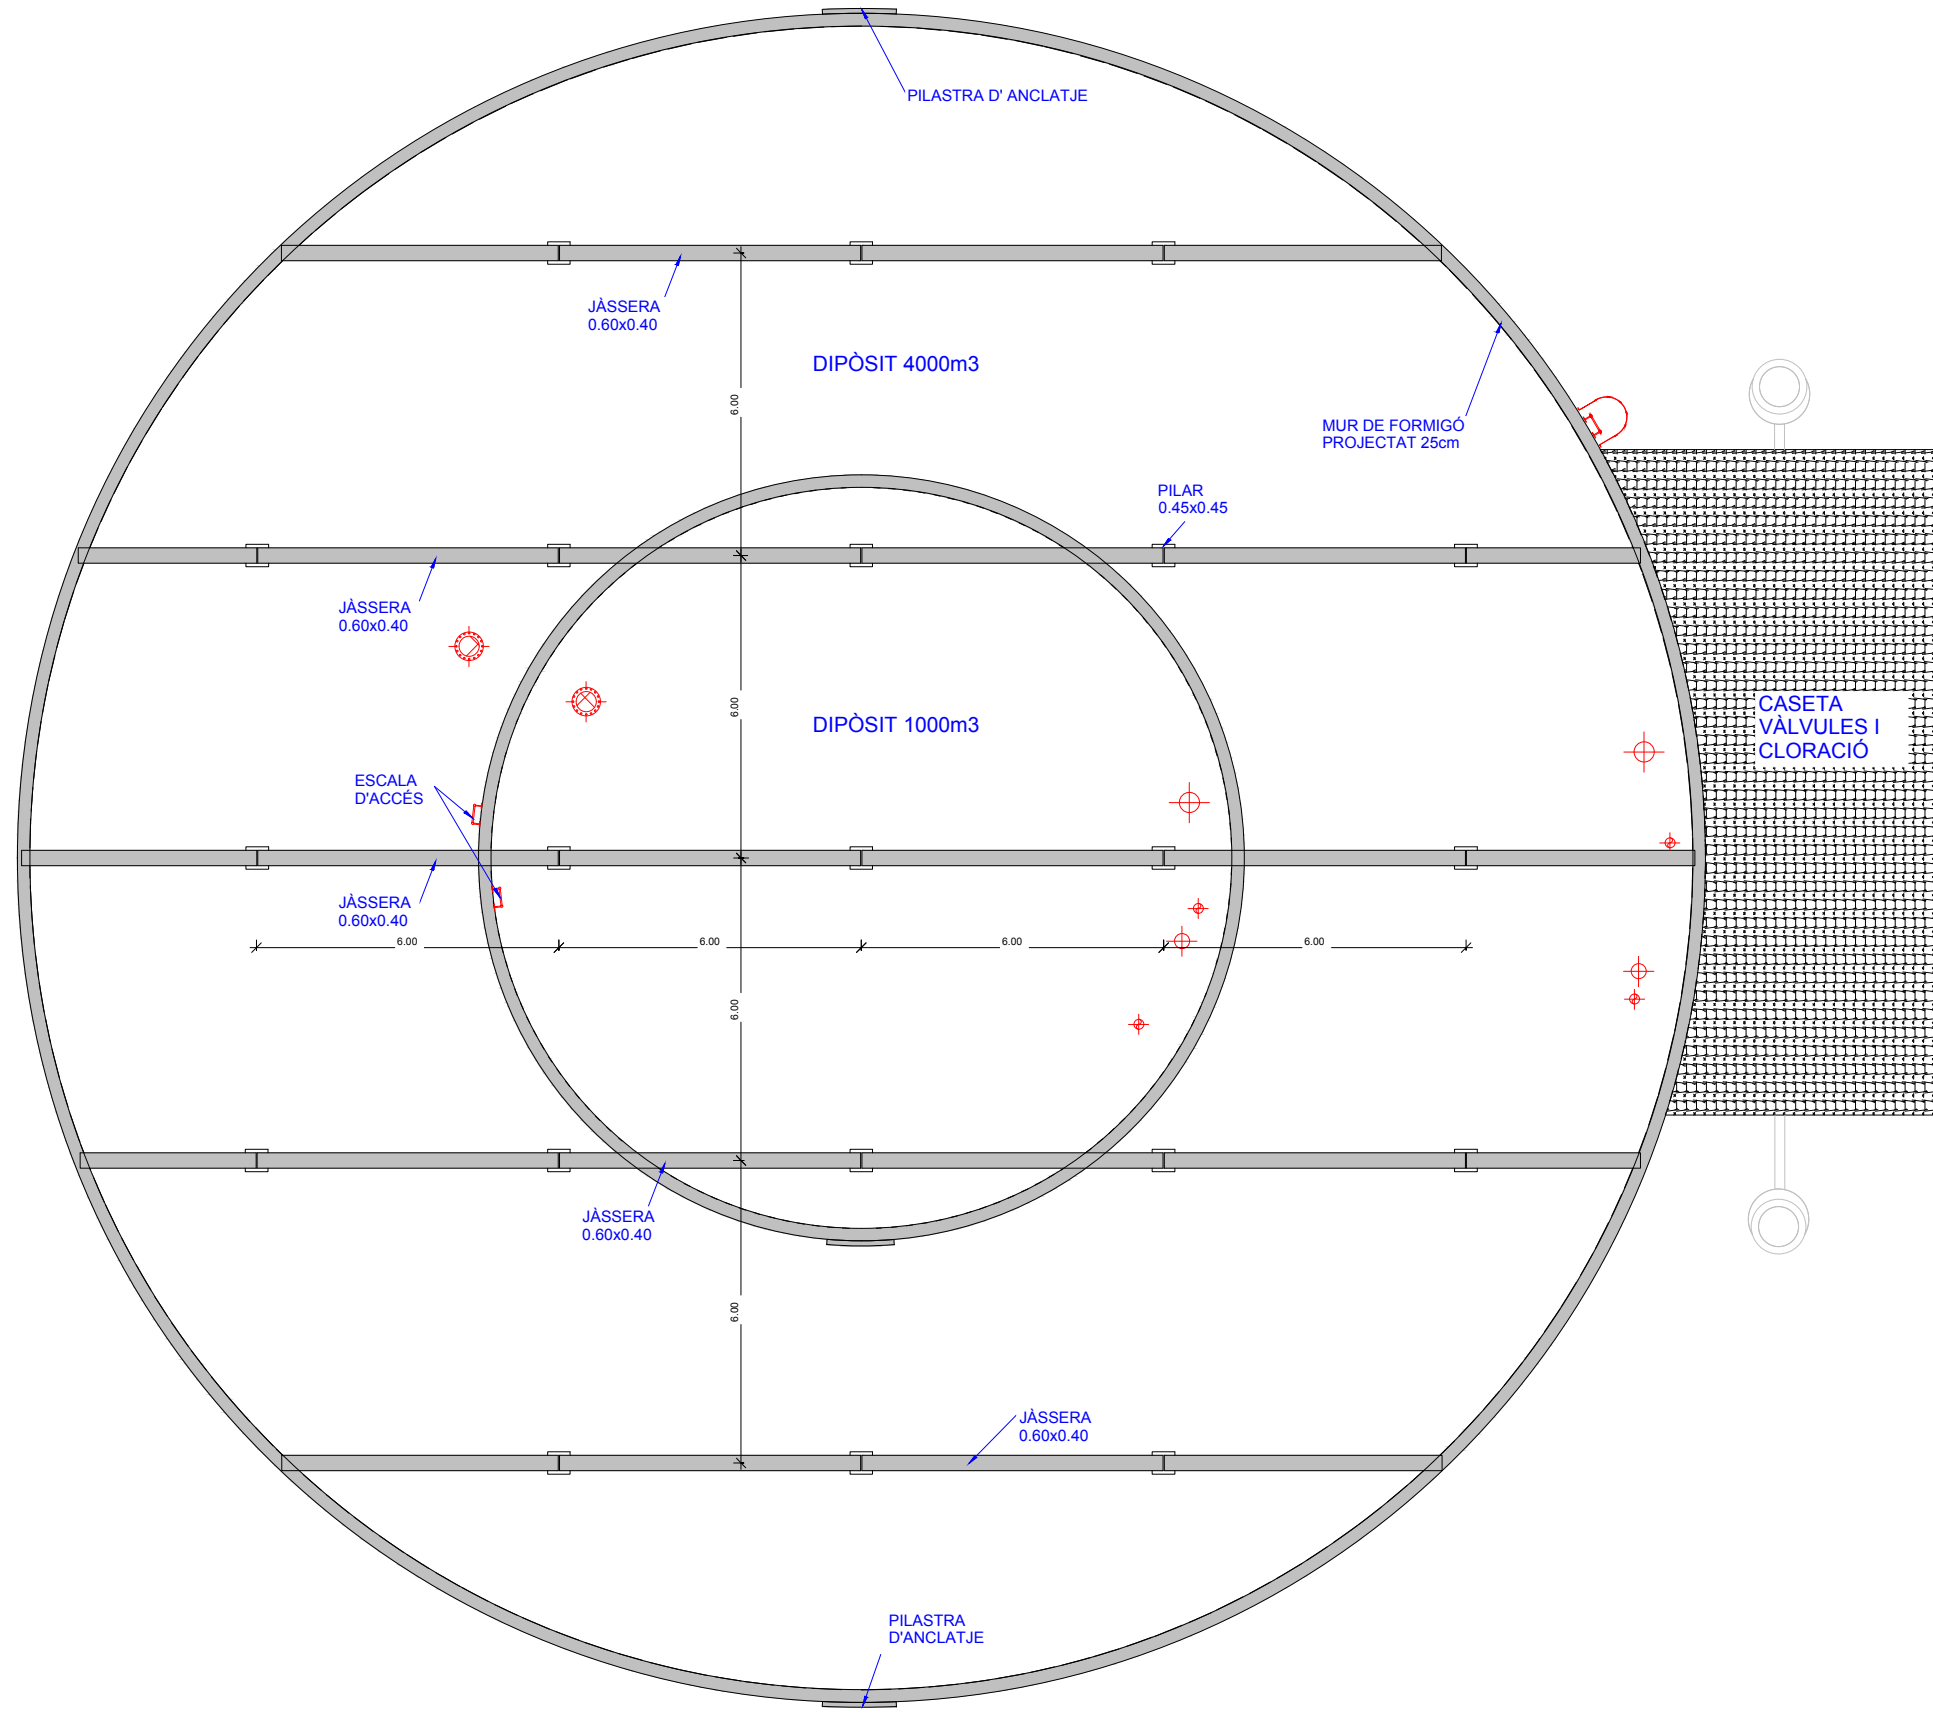 PILASTRA D' ANCLATJE
JÀSSERA
0.60x0.40
DIPÒSIT 4000m3
6.00
MUR DE FORMIGÓ
PROJECTAT 25cm
PILAR
0.45x0.45
JÀSSERA
0.60x0.40
6.00
DIPÒSIT 1000m3
CASETA
VÀLVULES I
CLORACIÓ
ESCALA
D'ACCÉS
JÀSSERA
0.60x0.40
6.00
6.00
6.00
6.00
6.00
JÀSSERA
0.60x0.40
6.00
JÀSSERA
0.60x0.40
PILASTRA
D'ANCLATJE